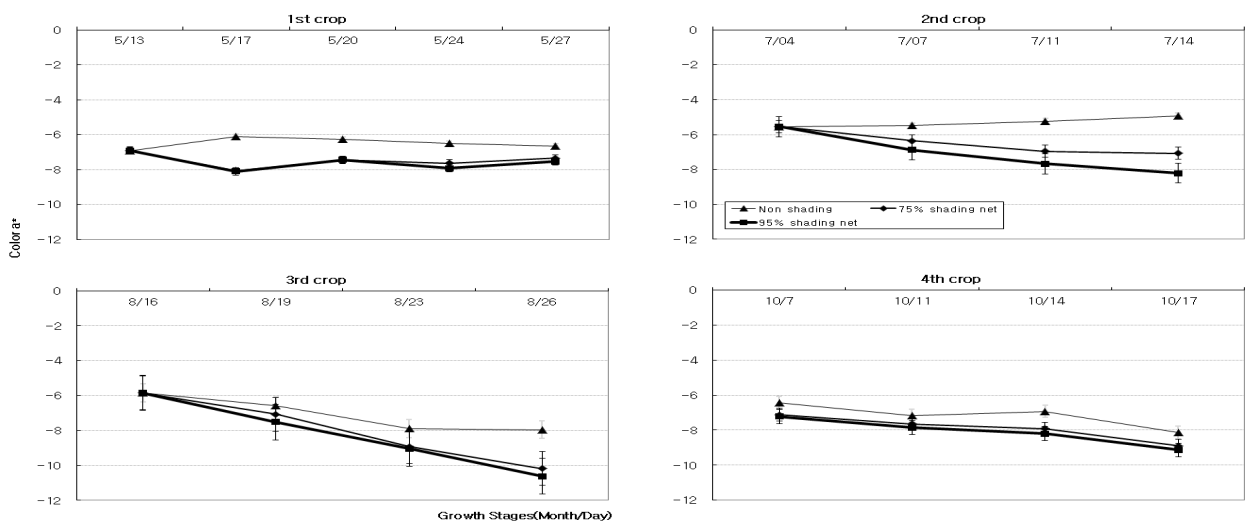 1st crop
0 5/13 5/17 5/20 5/24 5/27
-2
-4
-6
-8
-10
-12
2nd crop
0 7/04 7/07 7/11 7/14
-2
-4
-6
-8
-10
-12
Non shading 75% shading net
95% shading net
Colora*
3rd crop
0
8/16 8/19 8/23 8/26
-2
-4
-6
-8
-10
-12
4th crop
0
10/7 10/11 10/14 10/17
-2
-4
-6
-8
-10
-12
Growth Stages(Month/Day)